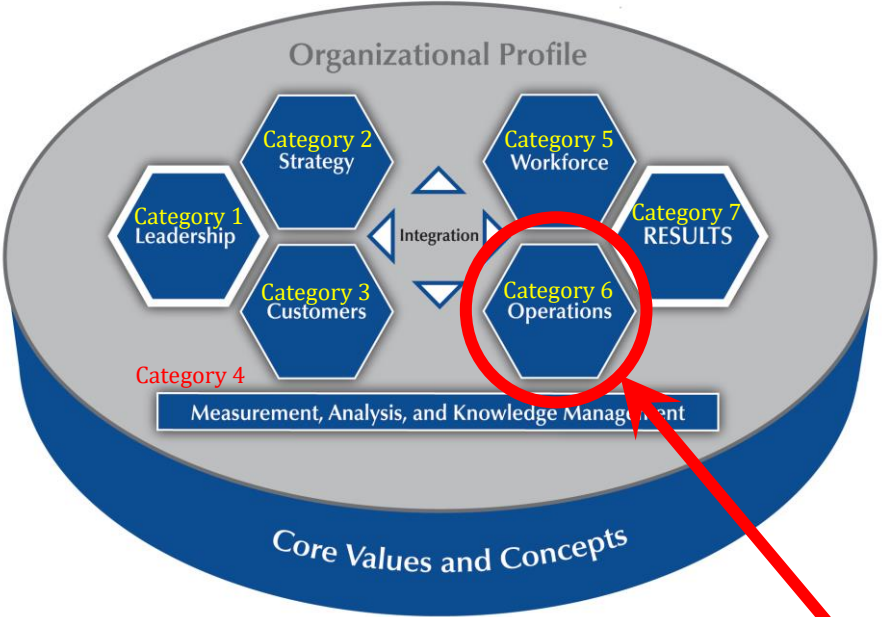 Organizational Profile
Category 2
Strategy
Category 5
Workforce
Category 1
Leadership
Integration
Category 7
RESULTS
Category 3
Customers
Category 6
Operations
Category 4
Measurement, Analysis, and Knowledge Management
Core Values and Concepts